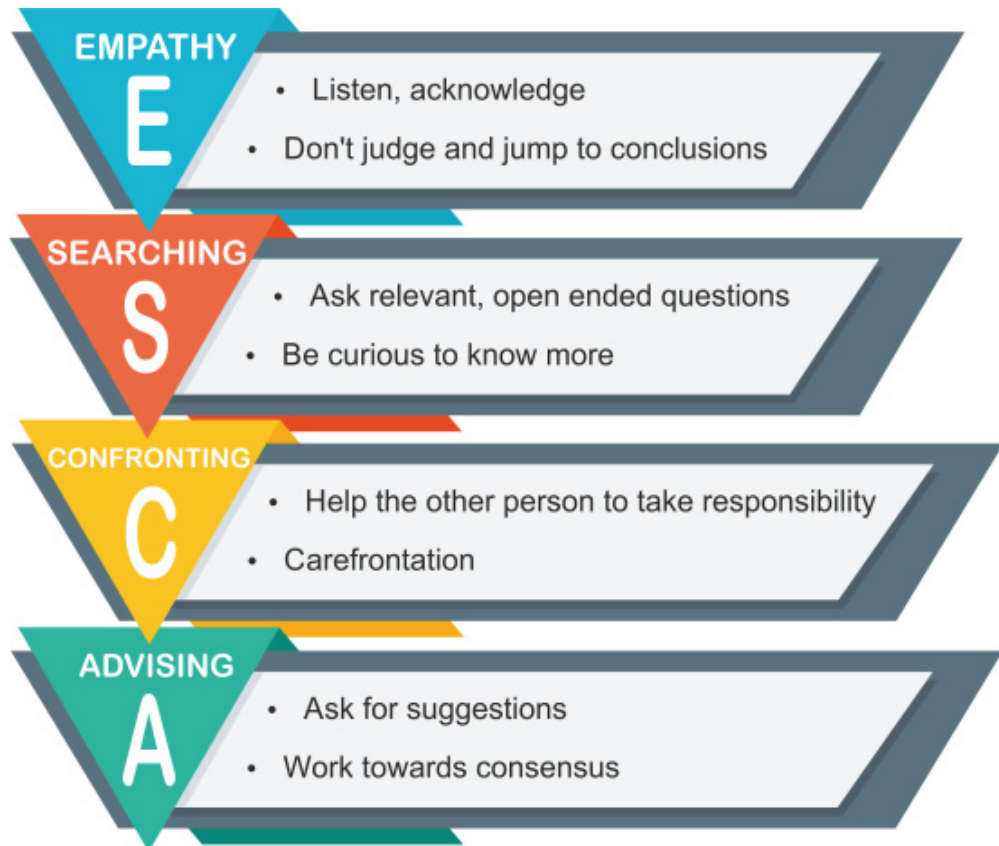 EMPATHY
E
• Listen, acknowledge
• Don't judge and jump to conclusions
SEARCHING
S
• Ask relevant, open ended questions
• Be curious to know more
CONFRONTING
C
• Help the other person to take responsibility
• Carefrontation
ADVISING
A
• Ask for suggestions
• Work towards consensus